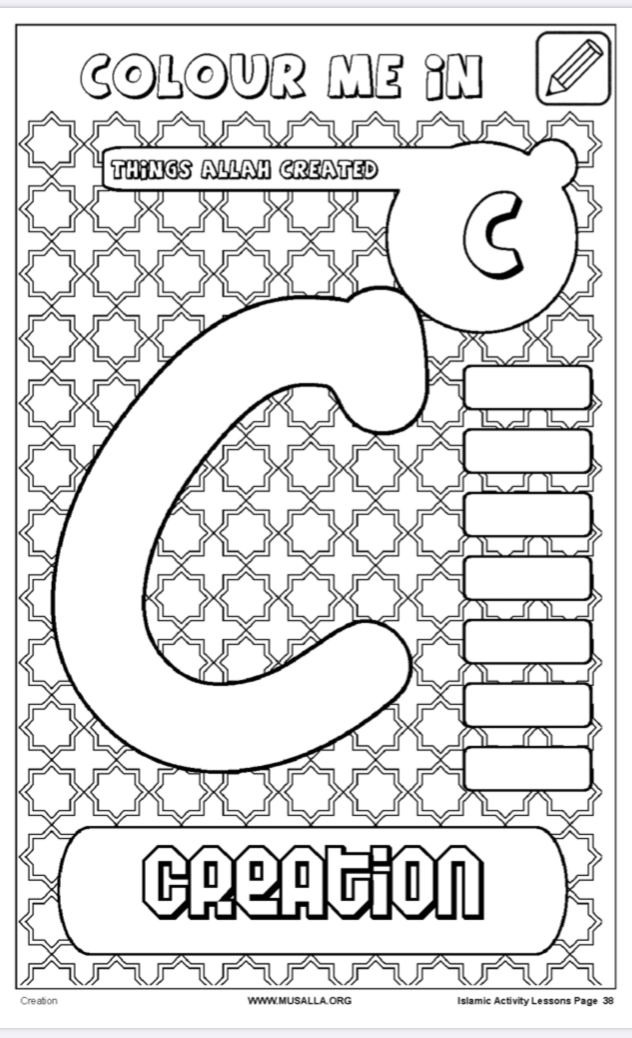 COLOUR ME iN
THiNGS ALLAH CREATED
C
C
CREAtiON
Creation
WWW.MUSALLA.ORG
Islamic Activity Lessons Page 38